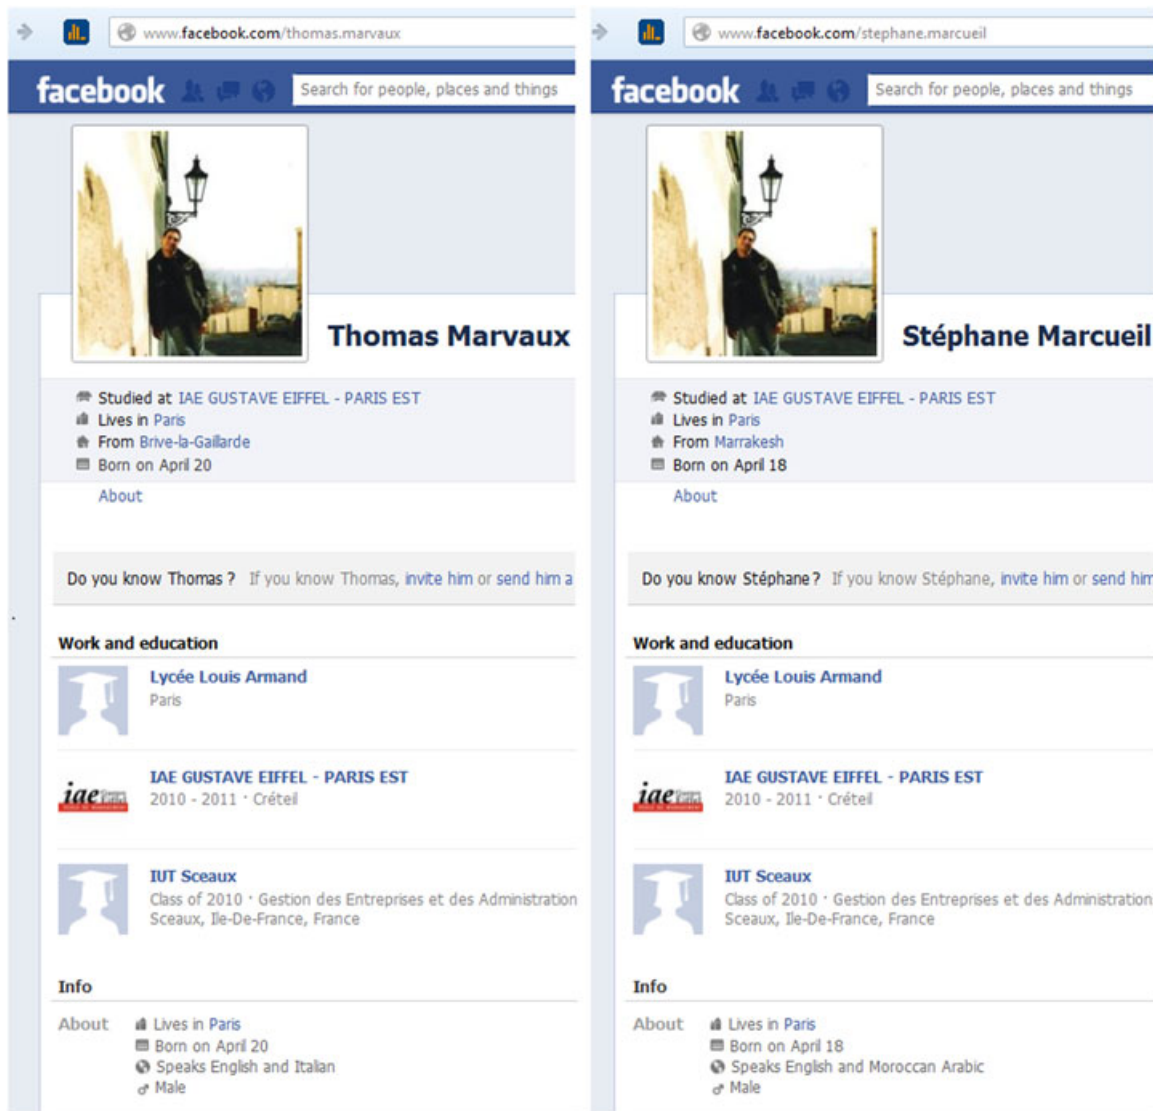 www.facebook.com/thomas.marvaux
facebook
Search for people, places and things
Thomas Marvaux
Studied at IAE GUSTAVE EIFFEL - PARIS EST
Lives in Paris
From Brive-la-Gaillarde
Born on April 20
About
Do you know Thomas ? If you know Thomas, invite him or send him a
Work and education
Lycée Louis Armand
Paris
iae
IAE GUSTAVE EIFFEL - PARIS EST
2010 - 2011 · Créteil
IUT Sceaux
Class of 2010 · Gestion des Entreprises et des Administration
Sceaux, Ile-De-France, France
Info
About
Lives in Paris
Born on April 20
Speaks English and Italian
Male
www.facebook.com/stephane.marcueil
facebook
Search for people, places and things
Stéphane Marcueil
Studied at IAE GUSTAVE EIFFEL - PARIS EST
Lives in Paris
From Marrakesh
Born on April 18
About
Do you know Stéphane ? If you know Stéphane, invite him or send him
Work and education
Lycée Louis Armand
Paris
iae
IAE GUSTAVE EIFFEL - PARIS EST
2010 - 2011 · Créteil
IUT Sceaux
Class of 2010 · Gestion des Entreprises et des Administration
Sceaux, Ile-De-France, France
Info
About
Lives in Paris
Born on April 18
Speaks English and Moroccan Arabic
Male